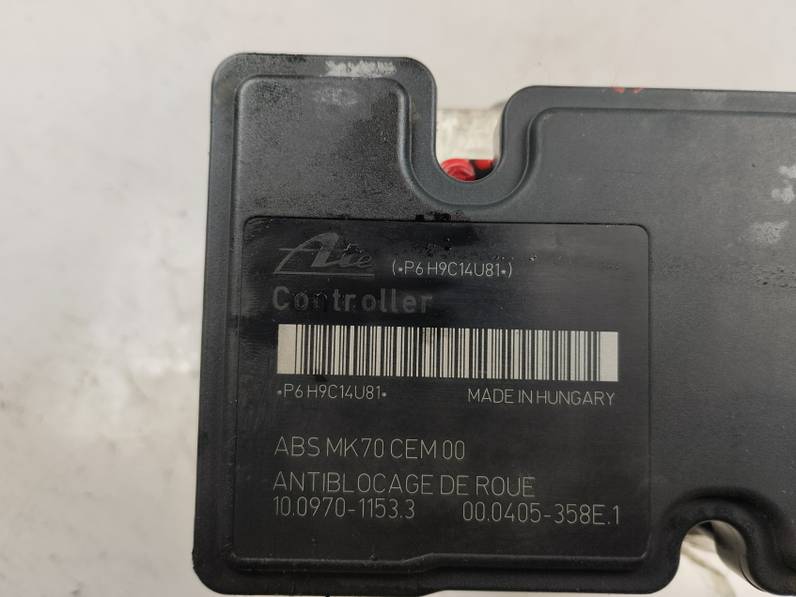 Ate (•P6 H9C14U81•)
Controller
•P6 H9C14U81• MADE IN HUNGARY
ABS MK70 CEM 00
ANTIBLOCAGE DE ROUE
10.0970-1153.3 00.0405-358E.1